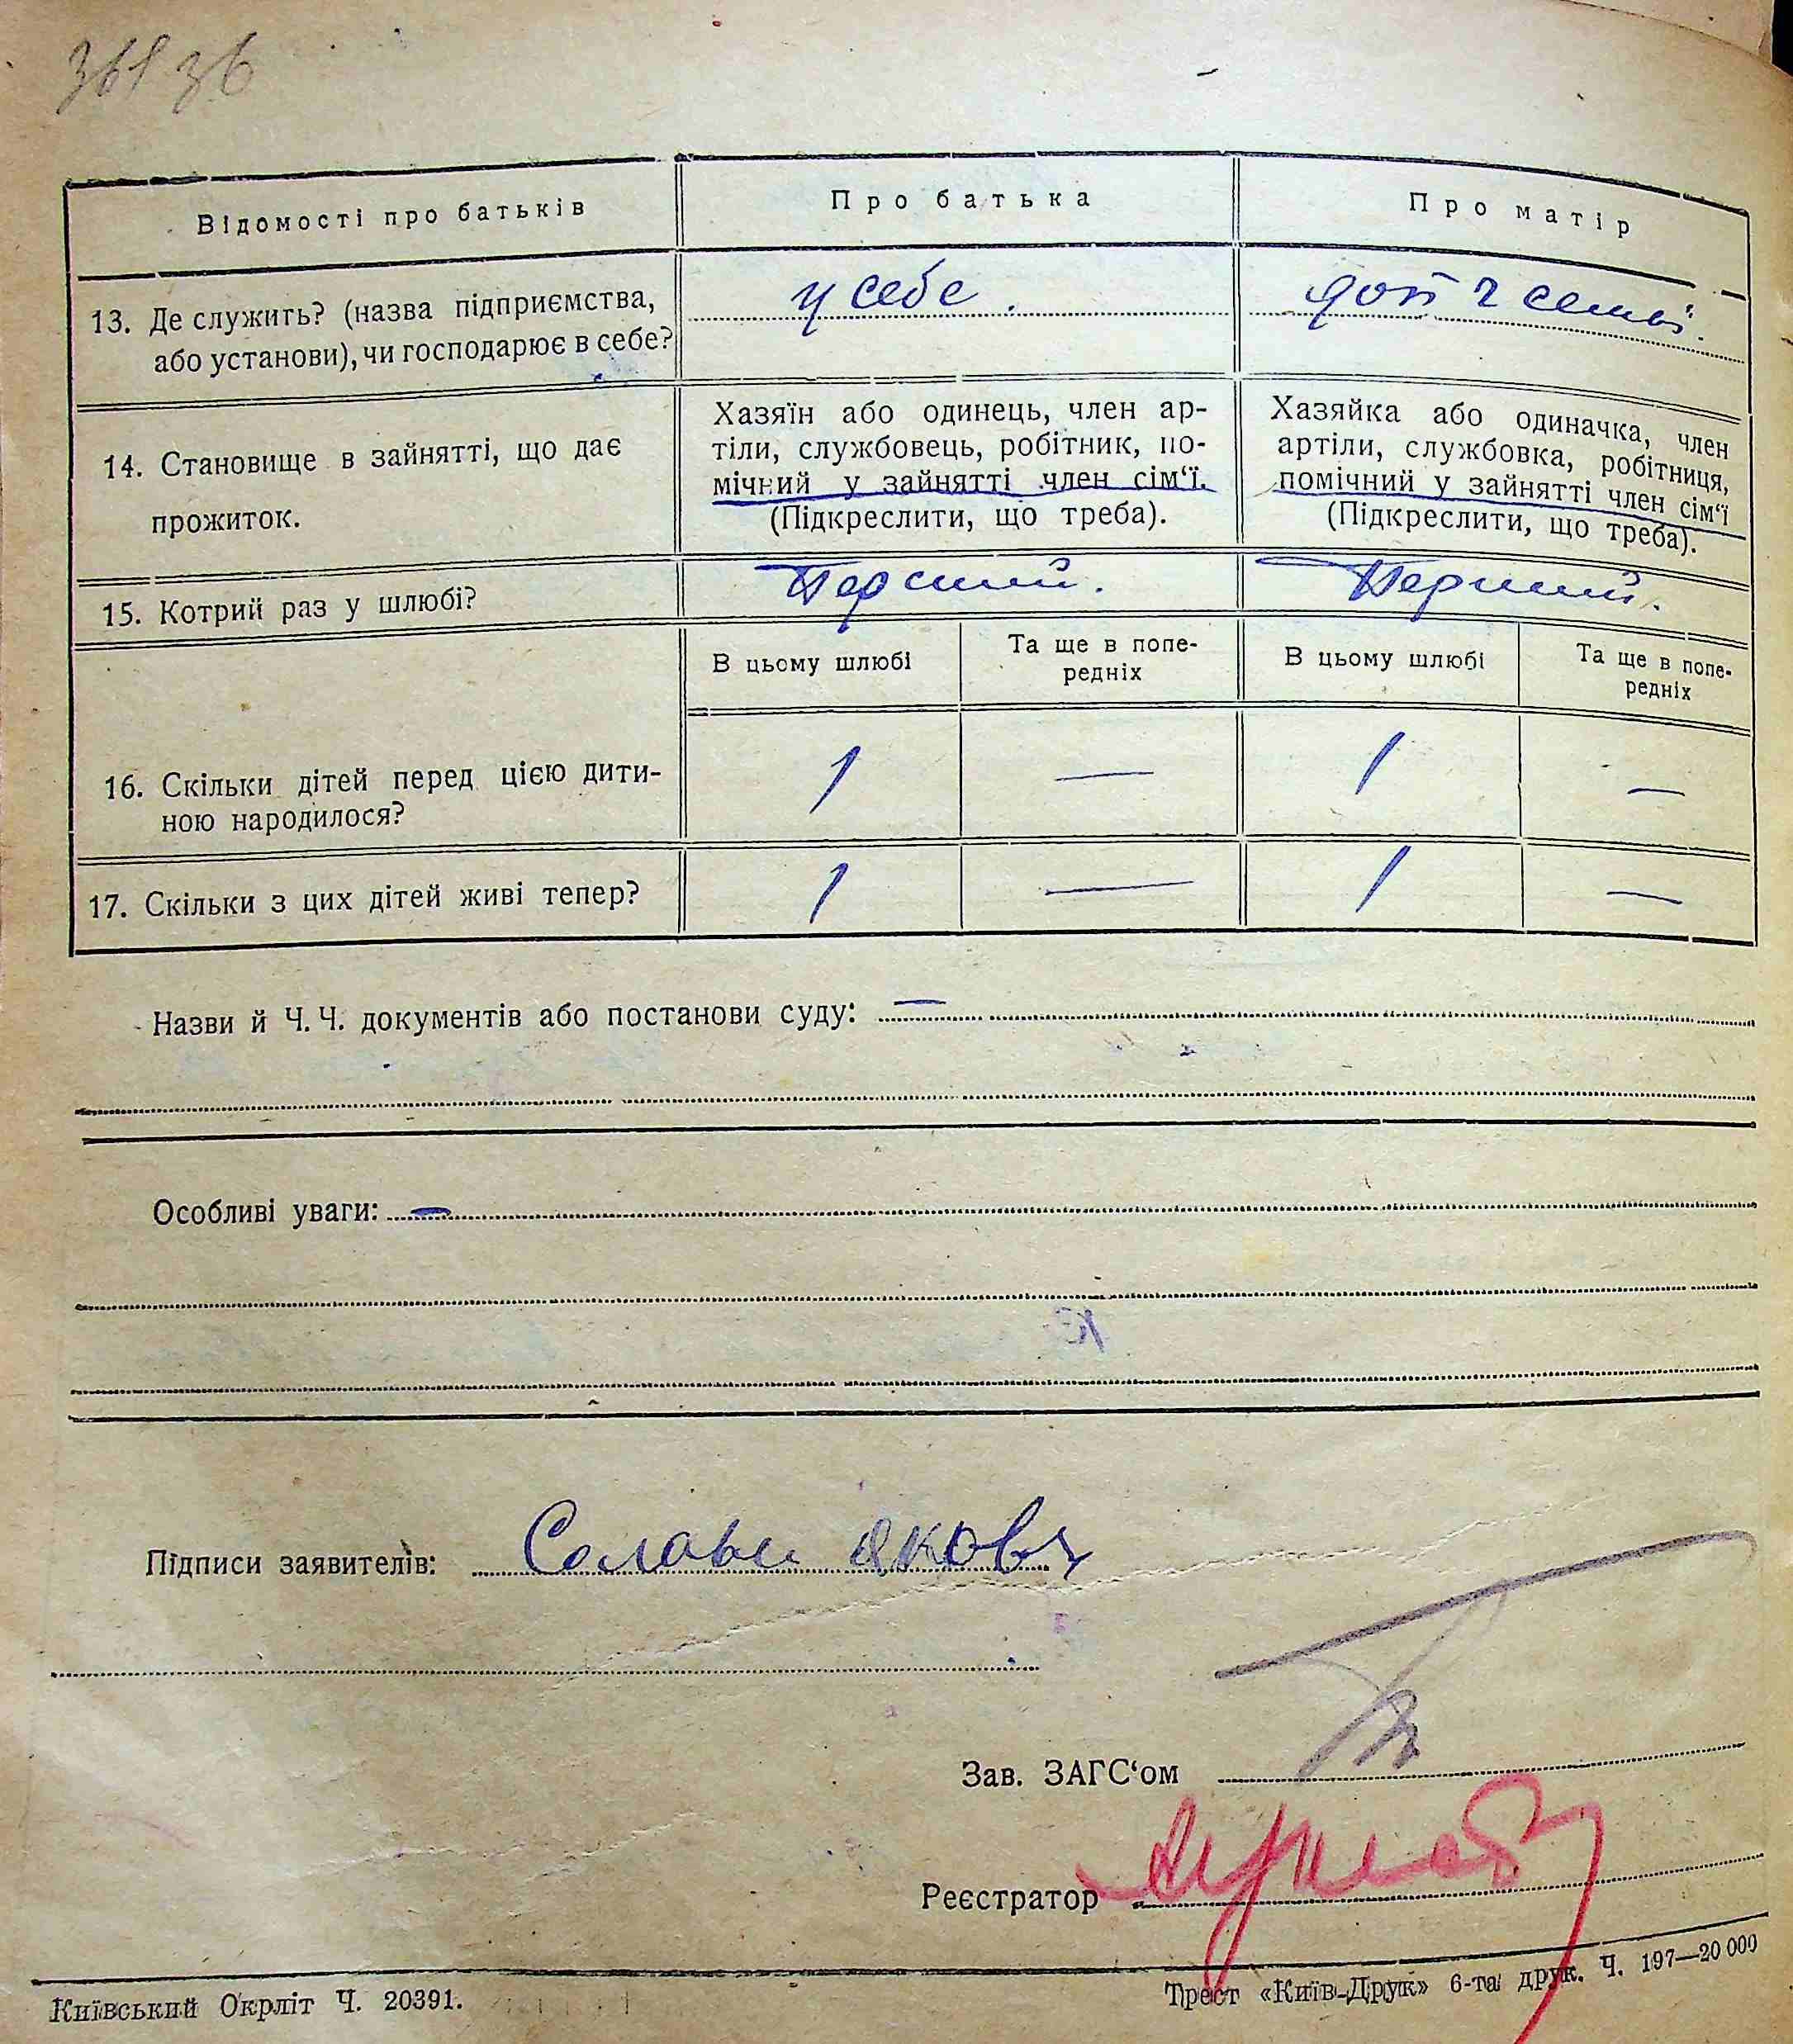 Відомості про батьків
Про батька
Про матір
13. Де служить? (назва підприємства,
або установи), чи господарює в себе?
у себе.
доп ч семьі.
14. Становище в зайнятті, що дає
прожиток.
Хазяїн або одинець, член ар-
тіли, службовець, робітник, по-
мічний у зайнятті член сім‘ї.
(Підкреслити, що треба).
Хазяйка або одиначка, член
артіли, службовка, робітниця,
помічний у зайнятті член сім‘ї
(Підкреслити, що треба).
15. Котрий раз у шлюбі?
Перший.
Перший.
В цьому шлюбі
Та ще в попе-
редніх
В цьому шлюбі
Та ще в попе-
редніх
16. Скільки дітей перед цією дити-
ною народилося?
1
—
1
—
17. Скільки з цих дітей живі тепер?
1
—
1
—
Назви й Ч. Ч. документів або постанови суду: —
Особливі уваги: —
Підписи заявителів:
Зав. ЗАГС‘ом
Реєстратор
Київський Окрліт Ч. 20391.
Трест «Київ-Друк» 6-та друк. Ч. 197—20 000